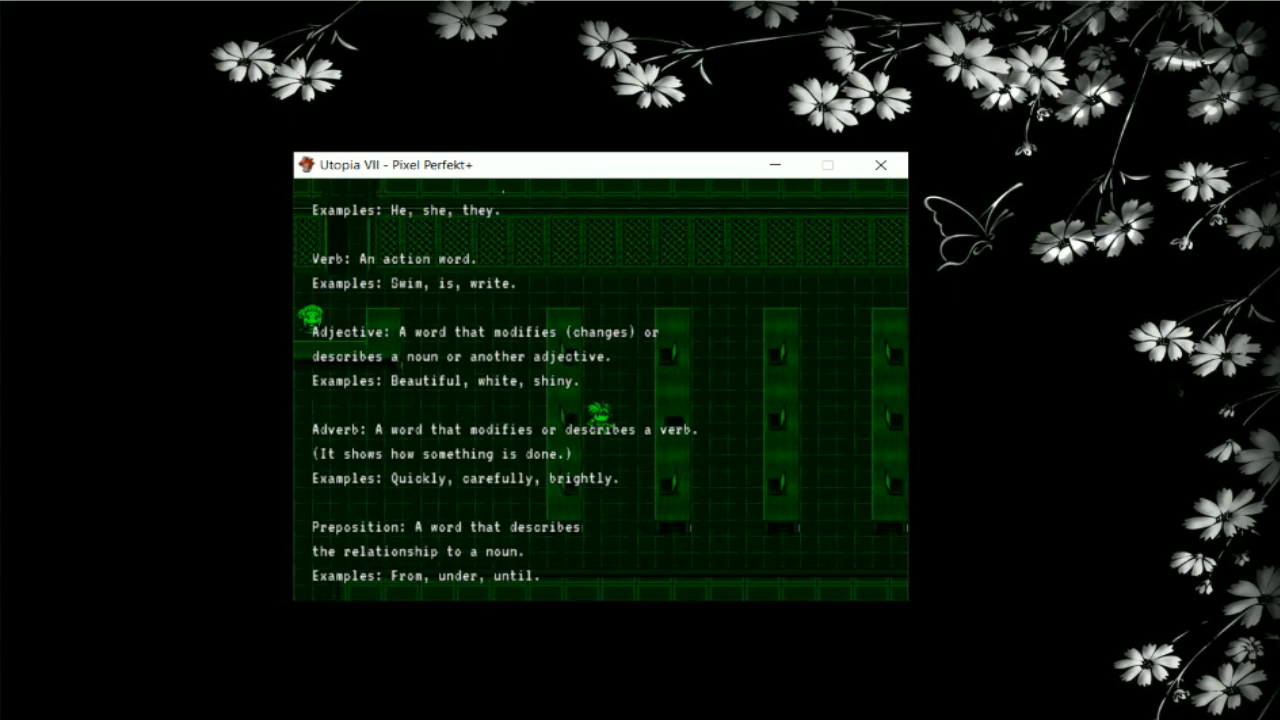 Utopia VII - Pixel Perfekt+
Examples: He, she, they.
Verb: An action word.
Examples: Swim, is, write.
Adjective: A word that modifies (changes) or
describes a noun or another adjective.
Examples: Beautiful, white, shiny.
Adverb: A word that modifies or describes a verb.
(It shows how something is done.)
Examples: Quickly, carefully, brightly.
Preposition: A word that describes
the relationship to a noun.
Examples: From, under, until.